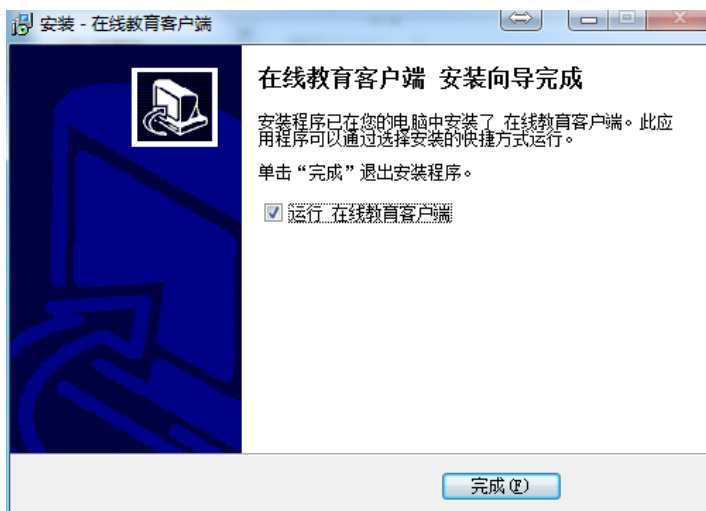 安装 - 在线教育客户端
在线教育客户端 安装向导完成
安装程序已在您的电脑中安装了 在线教育客户端。此应
用程序可以通过选择安装的快捷方式运行。
单击“完成”退出安装程序。
运行 在线教育客户端
完成(F)